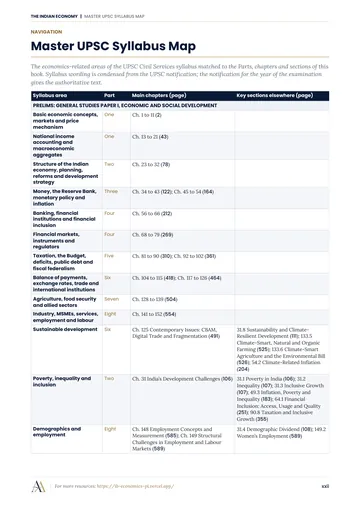 THE INDIAN ECONOMY | MASTER UPSC SYLLABUS MAP
NAVIGATION
Master UPSC Syllabus Map
The economics-related areas of the UPSC Civil Services syllabus matched to the Parts, chapters and sections of this
book. Syllabus wording is condensed from the UPSC notification; the notification for the year of the examination
gives the authoritative text.
Syllabus area Part Main chapters (page) Key sections elsewhere (page)
PRELIMS: GENERAL STUDIES PAPER I, ECONOMIC AND SOCIAL DEVELOPMENT
Basic economic concepts, One Ch. 1 to 11 (2)
markets and price
mechanism
National income One Ch. 13 to 21 (43)
accounting and
macroeconomic
aggregates
Structure of the Indian Two Ch. 23 to 32 (78)
economy, planning,
reforms and development
strategy
Money, the Reserve Bank, Three Ch. 34 to 43 (122); Ch. 45 to 54 (164)
monetary policy and
inflation
Banking, financial Four Ch. 56 to 66 (212)
institutions and financial
inclusion
Financial markets, Four Ch. 68 to 79 (269)
instruments and
regulators
Taxation, the Budget, Five Ch. 81 to 90 (310); Ch. 92 to 102 (361)
deficits, public debt and
fiscal federalism
Balance of payments, Six Ch. 104 to 115 (418); Ch. 117 to 126 (464)
exchange rates, trade and
international institutions
Agriculture, food security Seven Ch. 128 to 139 (504)
and allied sectors
Industry, MSMEs, services, Eight Ch. 141 to 152 (554)
employment and labour
Sustainable development Six Ch. 125 Contemporary Issues: CBAM, 31.8 Sustainability and Climate-
Digital Trade and Fragmentation (491) Resilient Development (111); 133.5
Climate-Smart, Natural and Organic
Farming (525); 133.6 Climate-Smart
Agriculture and the Environmental Bill
(526); 54.2 Climate-Related Inflation
(204)
Poverty, inequality and Two Ch. 31 India's Development Challenges (106) 31.1 Poverty in India (106); 31.2
inclusion Inequality (107); 31.3 Inclusive Growth
(107); 49.3 Inflation, Poverty and
Inequality (183); 64.1 Financial
Inclusion: Access, Usage and Quality
(251); 90.8 Taxation and Inclusive
Growth (355)
Demographics and Eight Ch. 148 Employment Concepts and 31.4 Demographic Dividend (108); 149.2
employment Measurement (585); Ch. 149 Structural Women's Employment (589)
Challenges in Employment and Labour
Markets (589)
For more resources: https://ie-economics-pi.vercel.app/
xxii